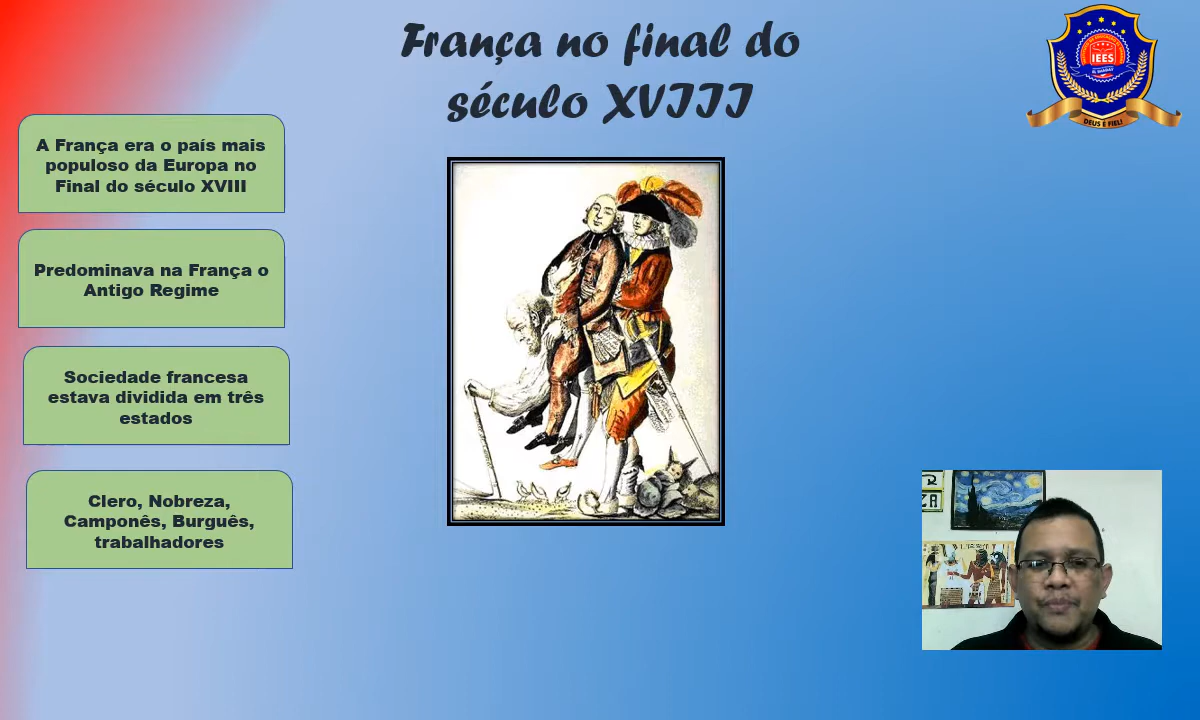 França no final do
século XVIII
IEES
DEUS É FIEL!
A França era o país mais
populoso da Europa no
Final do século XVIII
Predominava na França o
Antigo Regime
Sociedade francesa
estava dividida em três
estados
Clero, Nobreza,
Camponês, Burguês,
trabalhadores